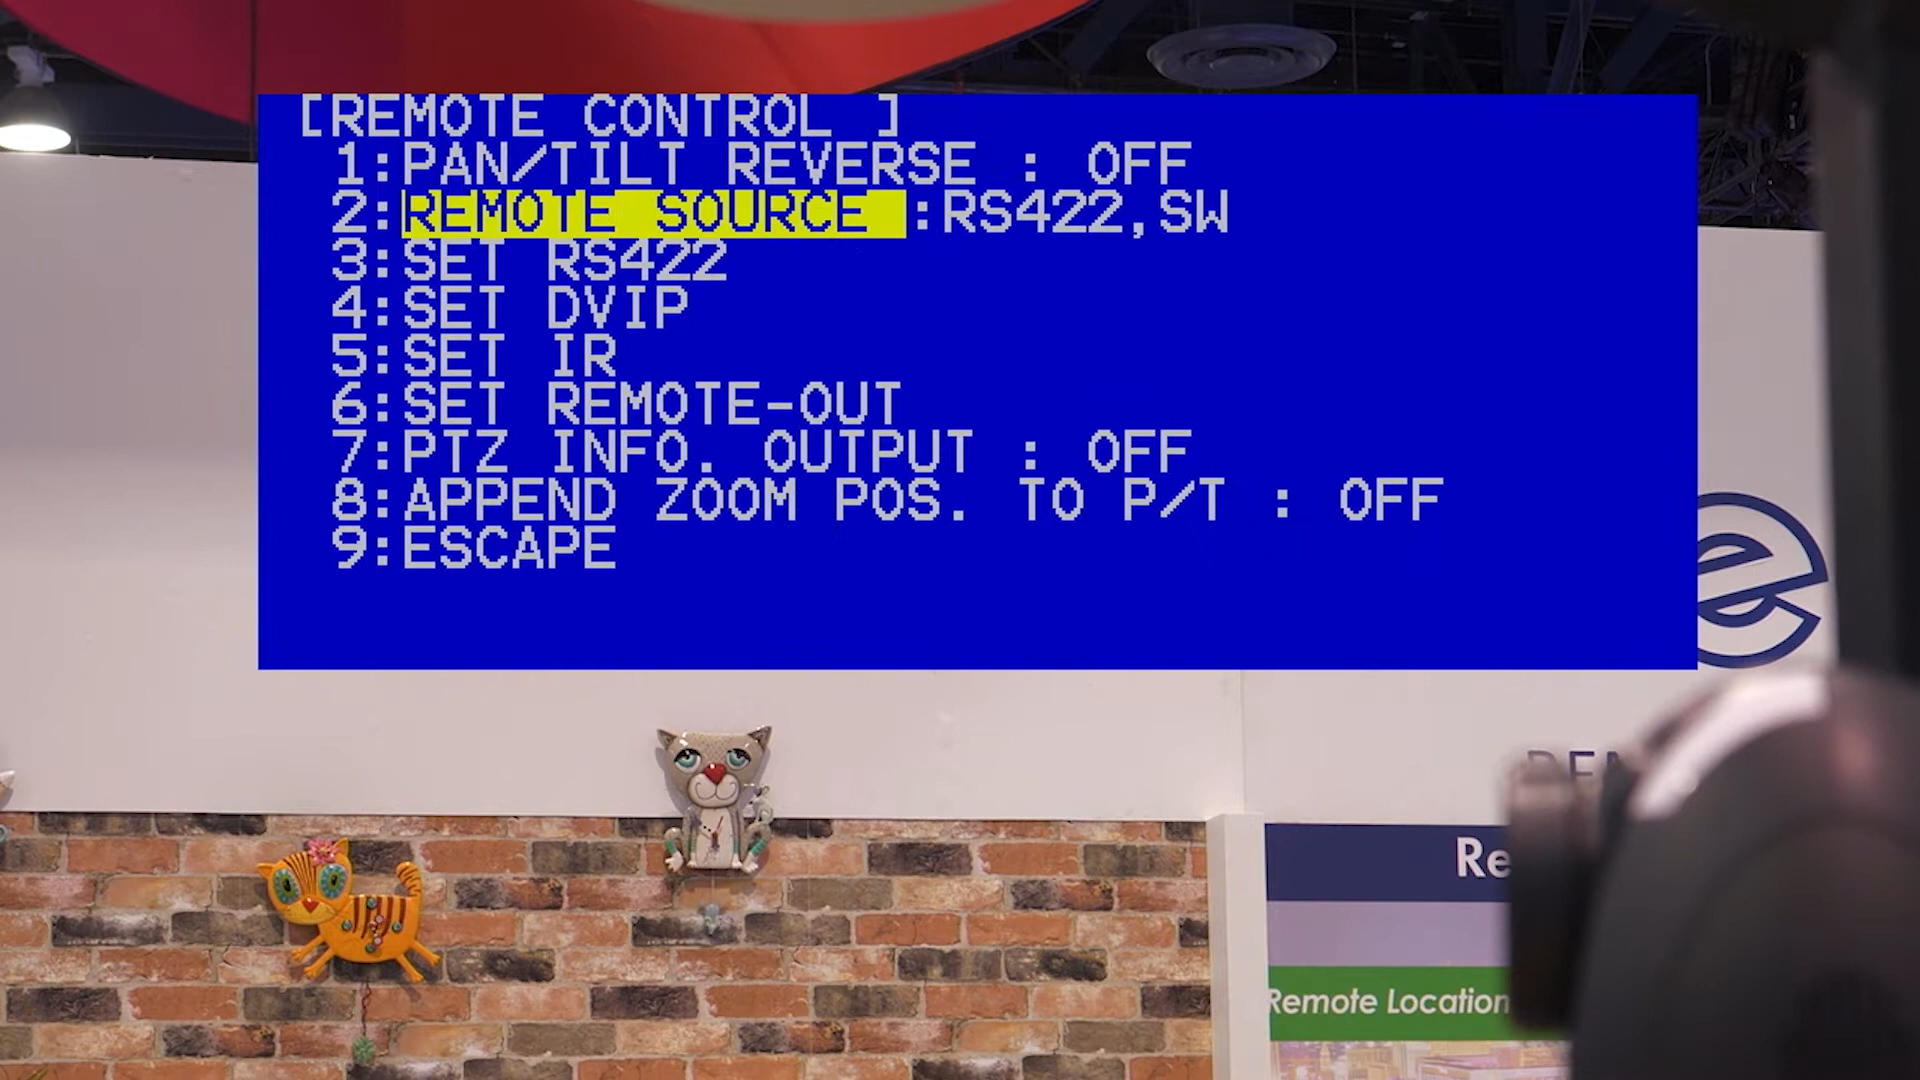 [REMOTE CONTROL ]
1:PAN/TILT REVERSE : OFF
2:REMOTE SOURCE :RS422,SW
3:SET RS422
4:SET DVIP
5:SET IR
6:SET REMOTE-OUT
7:PTZ INFO. OUTPUT : OFF
8:APPEND ZOOM POS. TO P/T : OFF
9:ESCAPE
e
Remote Location